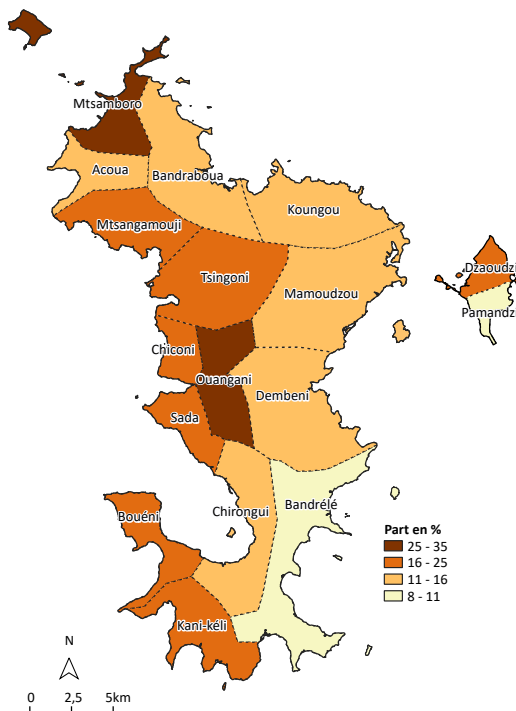 Mtsamboro
Acoua
Bandraboua
Koungou
Mtsangamouji
Dzaoudzi
Tsingoni
Mamoudzou
Pamandzi
Chiconi
Ouangani
Dembeni
Sada
Bandrélé
Chirongui
Bouéni
Part en %
25 - 35
16 - 25
11 - 16
8 - 11
Kani-kéli
N
0 2,5 5km